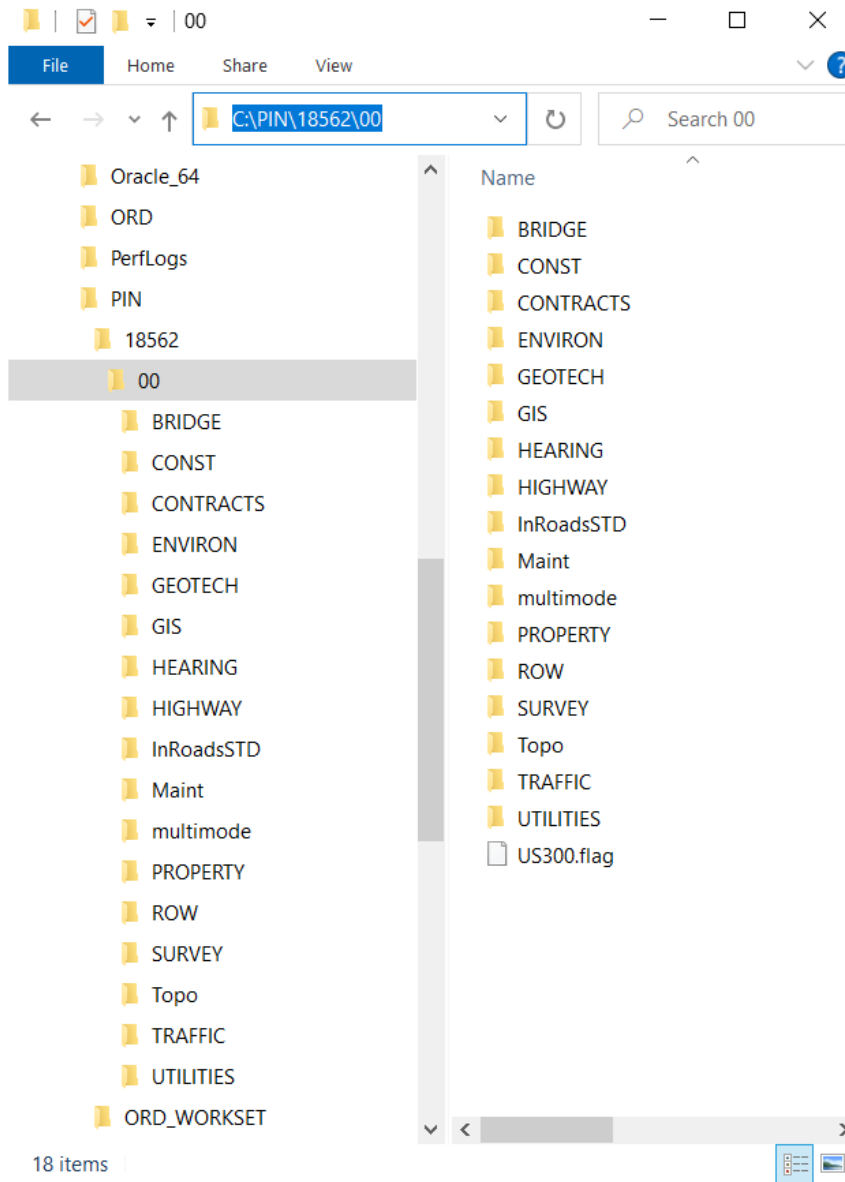 00
File Home Share View ?
C:\PIN\18562\00 Search 00
Oracle_64
ORD
PerfLogs
PIN
18562
00
BRIDGE
CONST
CONTRACTS
ENVIRON
GEOTECH
GIS
HEARING
HIGHWAY
InRoadsSTD
Maint
multimode
PROPERTY
ROW
SURVEY
Topo
TRAFFIC
UTILITIES
ORD_WORKSET
Name
BRIDGE
CONST
CONTRACTS
ENVIRON
GEOTECH
GIS
HEARING
HIGHWAY
InRoadsSTD
Maint
multimode
PROPERTY
ROW
SURVEY
Topo
TRAFFIC
UTILITIES
US300.flag
18 items